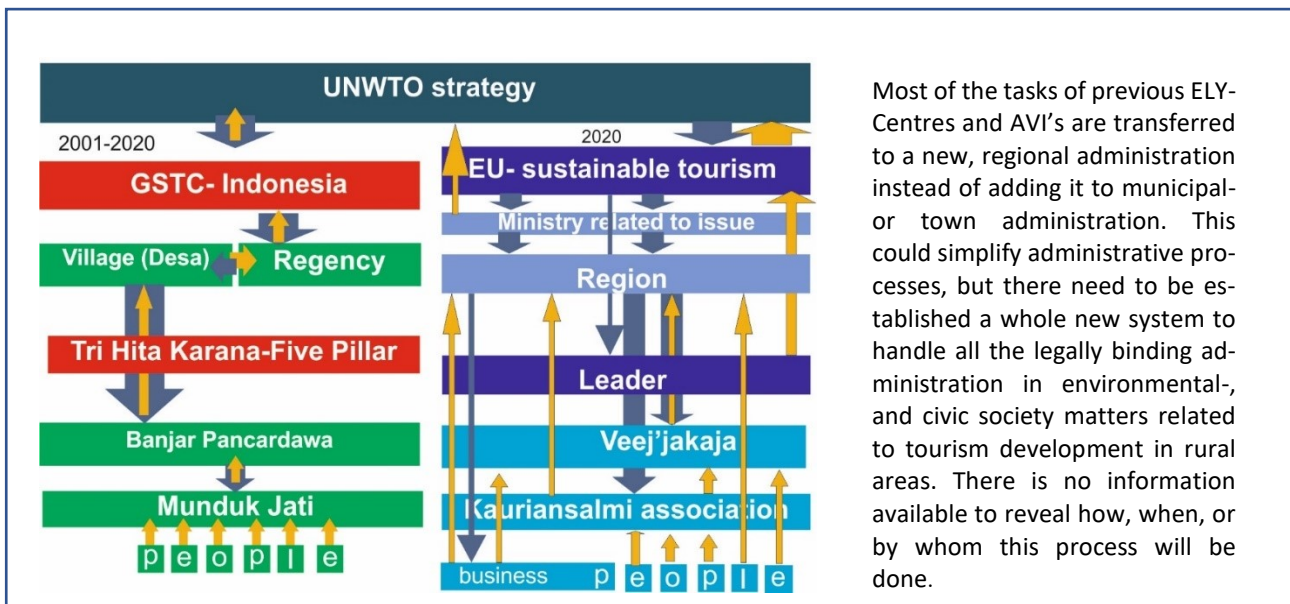 UNWTO strategy
2001-2020
GSTC- Indonesia
Village (Desa)
Regency
Tri Hita Karana-Five Pillar
Banjar Pancardawa
Munduk Jati
p e o p l e
2020
EU- sustainable tourism
Ministry related to issue
Region
Leader
Veej’jakaja
Kauriansalmi association
business
p e o p l e
Most of the tasks of previous ELY-
Centres and AVI’s are transferred
to a new, regional administration
instead of adding it to municipal-
or town administration. This
could simplify administrative pro-
cesses, but there need to be es-
tablished a whole new system to
handle all the legally binding ad-
ministration in environmental-,
and civic society matters related
to tourism development in rural
areas. There is no information
available to reveal how, when, or
by whom this process will be
done.